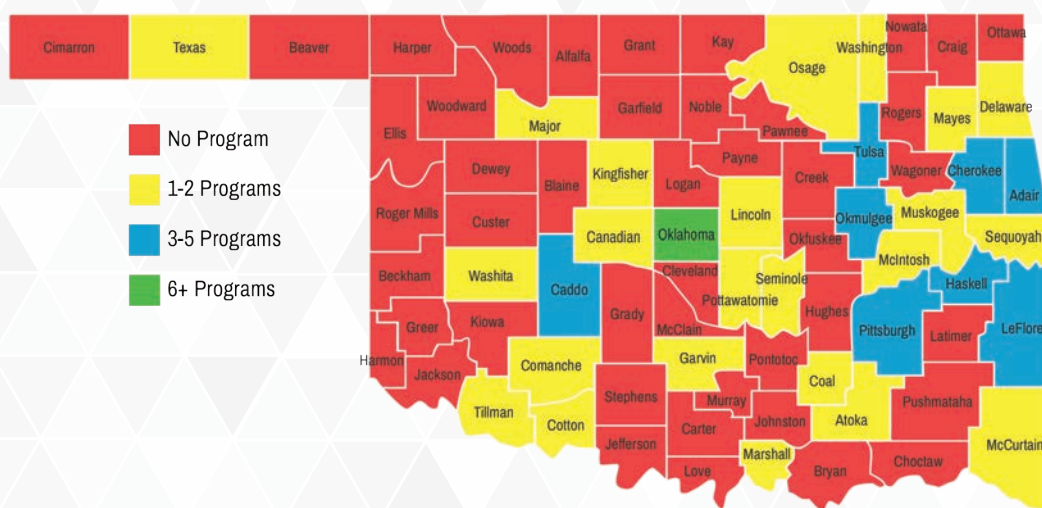 Cimarron
Texas
Beaver
Harper
Woods
Alfalfa
Grant
Kay
Osage
Washington
Nowata
Craig
Ottawa
Woodward
Major
Garfield
Noble
Pawnee
Rogers
Mayes
Delaware
Ellis
No Program
1-2 Programs
3-5 Programs
6+ Programs
Dewey
Blaine
Kingfisher
Logan
Payne
Creek
Tulsa
Wagoner
Cherokee
Adair
Roger Mills
Custer
Canadian
Oklahoma
Lincoln
Okfuskee
Okmulgee
Muskogee
Sequoyah
Beckham
Washita
Caddo
Cleveland
Pottawatomie
Seminole
McIntosh
Haskell
Greer
Kiowa
Grady
McClain
Hughes
Pittsburgh
Latimer
LeFlore
Harmon
Jackson
Comanche
Garvin
Pontotoc
Coal
Tillman
Cotton
Stephens
Murray
Johnston
Atoka
Pushmataha
Jefferson
Carter
Love
Marshall
Bryan
Choctaw
McCurtain